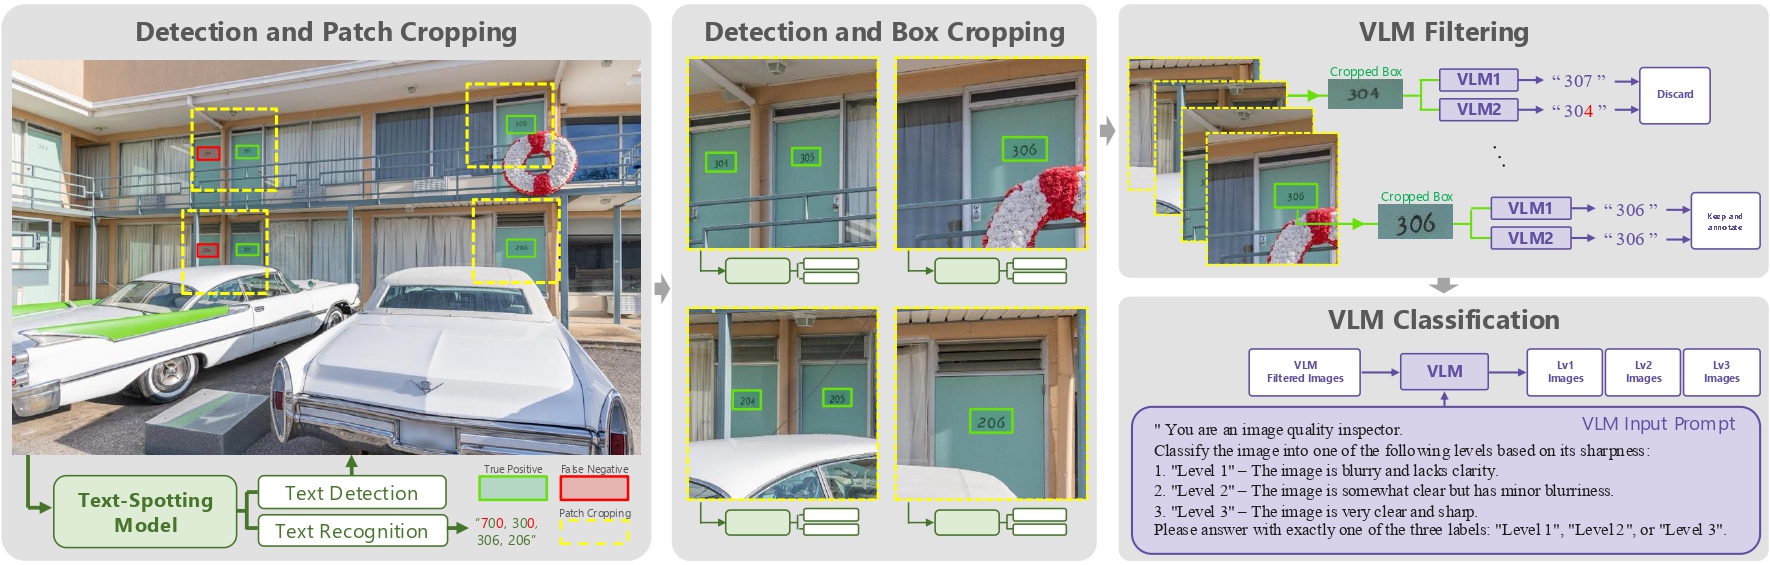 Detection and Patch Cropping
306
305
206
Text-Spotting Model
Text Detection
Text Recognition
"700, 300,
306, 206"
True Positive
False Negative
Patch Cropping
Detection and Box Cropping
304
305
306
204
205
206
VLM Filtering
306
Cropped Box
304
VLM1
VLM2
" 307 "
" 304 "
Discard
Cropped Box
306
VLM1
VLM2
" 306 "
" 306 "
Keep and
annotate
VLM Classification
VLM
Filtered Images
VLM
Lv1
Images
Lv2
Images
Lv3
Images
VLM Input Prompt
" You are an image quality inspector.
Classify the image into one of the following levels based on its sharpness:
1. "Level 1" – The image is blurry and lacks clarity.
2. "Level 2" – The image is somewhat clear but has minor blurriness.
3. "Level 3" – The image is very clear and sharp.
Please answer with exactly one of the three labels: "Level 1", "Level 2", or "Level 3".